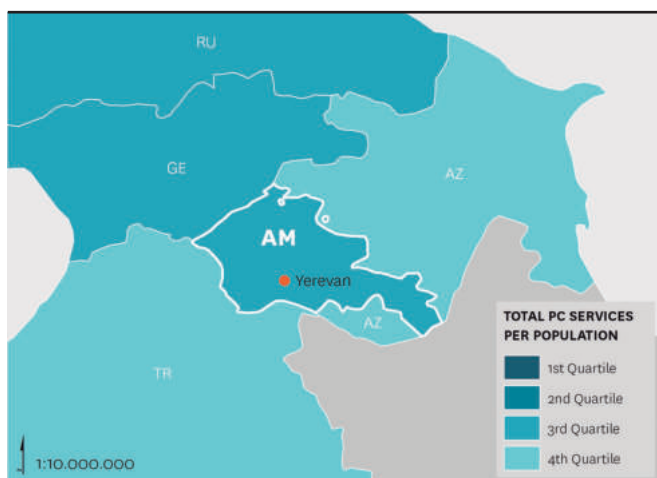 RU
GE
AZ
AM
Yerevan
AZ
TR
1:10.000.000
TOTAL PC SERVICES
PER POPULATION
1st Quartile
2nd Quartile
3rd Quartile
4th Quartile